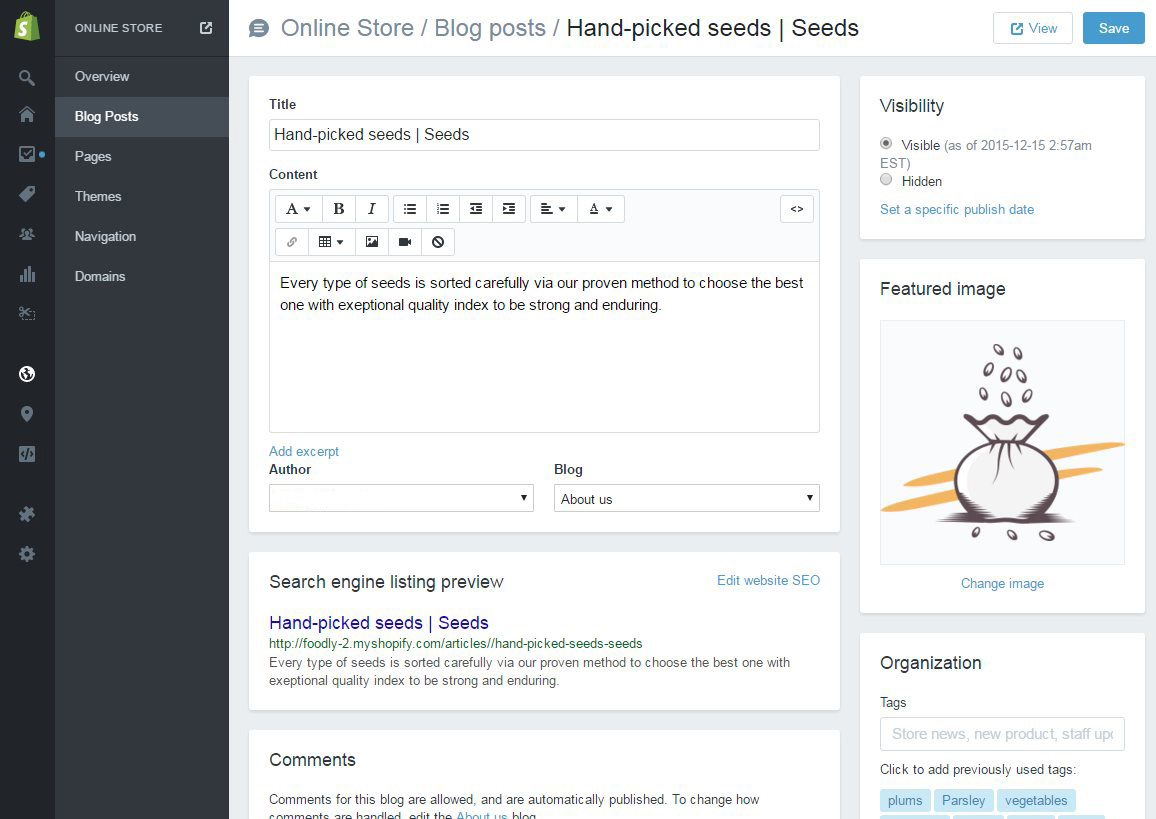 ONLINE STORE
Overview
Blog Posts
Pages
Themes
Navigation
Domains
Online Store / Blog posts / Hand-picked seeds | Seeds
View
Save
Title
Hand-picked seeds | Seeds
Content
A B I A <>
Every type of seeds is sorted carefully via our proven method to choose the best
one with exeptional quality index to be strong and enduring.
Add excerpt
Author
Blog
About us
Search engine listing preview
Edit website SEO
Hand-picked seeds | Seeds
http://foodly-2.myshopify.com/articles//hand-picked-seeds-seeds
Every type of seeds is sorted carefully via our proven method to choose the best one with
exeptional quality index to be strong and enduring.
Comments
Comments for this blog are allowed, and are automatically published. To change how
comments are handled, edit the About us blog.
Visibility
Visible (as of 2015-12-15 2:57am
EST)
Hidden
Set a specific publish date
Featured image
Change image
Organization
Tags
Store news, new product, staff upd
Click to add previously used tags:
plums Parsley vegetables